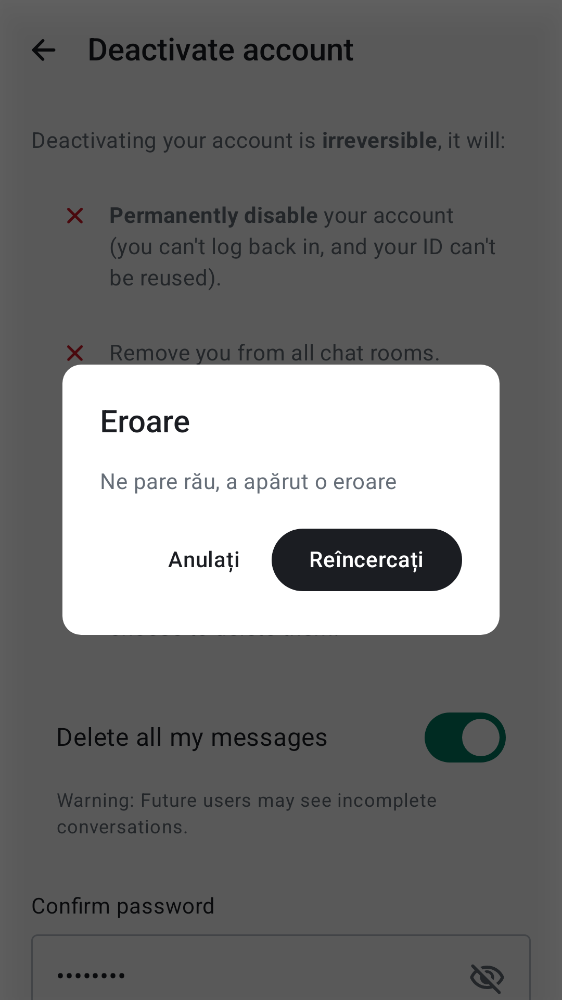 Deactivate account
Deactivating your account is irreversible, it will:
Permanently disable your account
(you can't log back in, and your ID can't
be reused).
Remove you from all chat rooms.
Eroare
Ne pare rău, a apărut o eroare
Anulați
Reîncercați
Delete all my messages
Warning: Future users may see incomplete
conversations.
Confirm password
••••••••